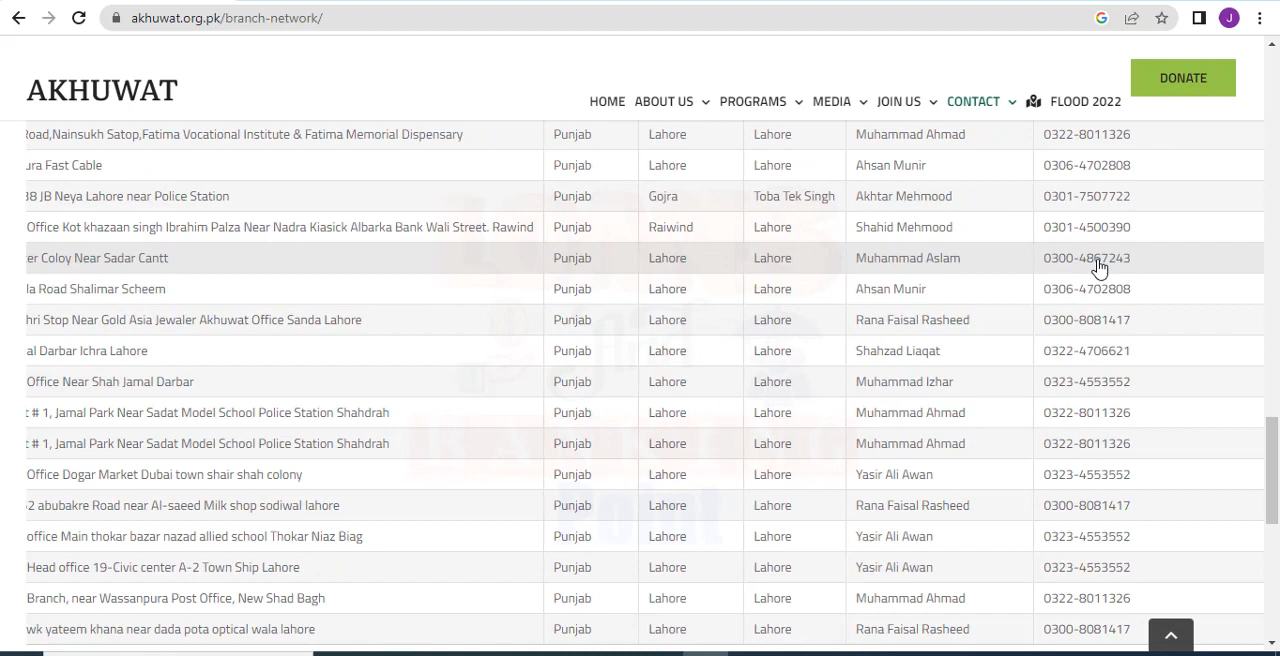 akhuwat.org.pk/branch-network/
J
AKHUWAT
DONATE
HOME ABOUT US PROGRAMS MEDIA JOIN US CONTACT FLOOD 2022
Road,Nainsukh Satop,Fatima Vocational Institute & Fatima Memorial Dispensary Punjab Lahore Lahore Muhammad Ahmad 0322-8011326
ura Fast Cable Punjab Lahore Lahore Ahsan Munir 0306-4702808
38 JB Neya Lahore near Police Station Punjab Gojra Toba Tek Singh Akhtar Mehmood 0301-7507722
Office Kot khazaan singh Ibrahim Palza Near Nadra Kiasick Albarka Bank Wali Street. Rawind Punjab Raiwind Lahore Shahid Mehmood 0301-4500390
er Coloy Near Sadar Cantt Punjab Lahore Lahore Muhammad Aslam 0300-4867243
la Road Shalimar Scheem Punjab Lahore Lahore Ahsan Munir 0306-4702808
hri Stop Near Gold Asia Jewaler Akhuwat Office Sanda Lahore Punjab Lahore Lahore Rana Faisal Rasheed 0300-8081417
al Darbar Ichra Lahore Punjab Lahore Lahore Shahzad Liaqat 0322-4706621
Office Near Shah Jamal Darbar Punjab Lahore Lahore Muhammad Izhar 0323-4553552
t # 1, Jamal Park Near Sadat Model School Police Station Shahdrah Punjab Lahore Lahore Muhammad Ahmad 0322-8011326
t # 1, Jamal Park Near Sadat Model School Police Station Shahdrah Punjab Lahore Lahore Muhammad Ahmad 0322-8011326
Office Dogar Market Dubai town shair shah colony Punjab Lahore Lahore Yasir Ali Awan 0323-4553552
2 abubakre Road near Al-saeed Milk shop sodiwal lahore Punjab Lahore Lahore Rana Faisal Rasheed 0300-8081417
office Main thokar bazar nazad allied school Thokar Niaz Biag Punjab Lahore Lahore Yasir Ali Awan 0323-4553552
Head office 19-Civic center A-2 Town Ship Lahore Punjab Lahore Lahore Yasir Ali Awan 0323-4553552
Branch, near Wassanpura Post Office, New Shad Bagh Punjab Lahore Lahore Muhammad Ahmad 0322-8011326
wk yateem khana near dada pota optical wala lahore Punjab Lahore Lahore Rana Faisal Rasheed 0300-8081417
Point